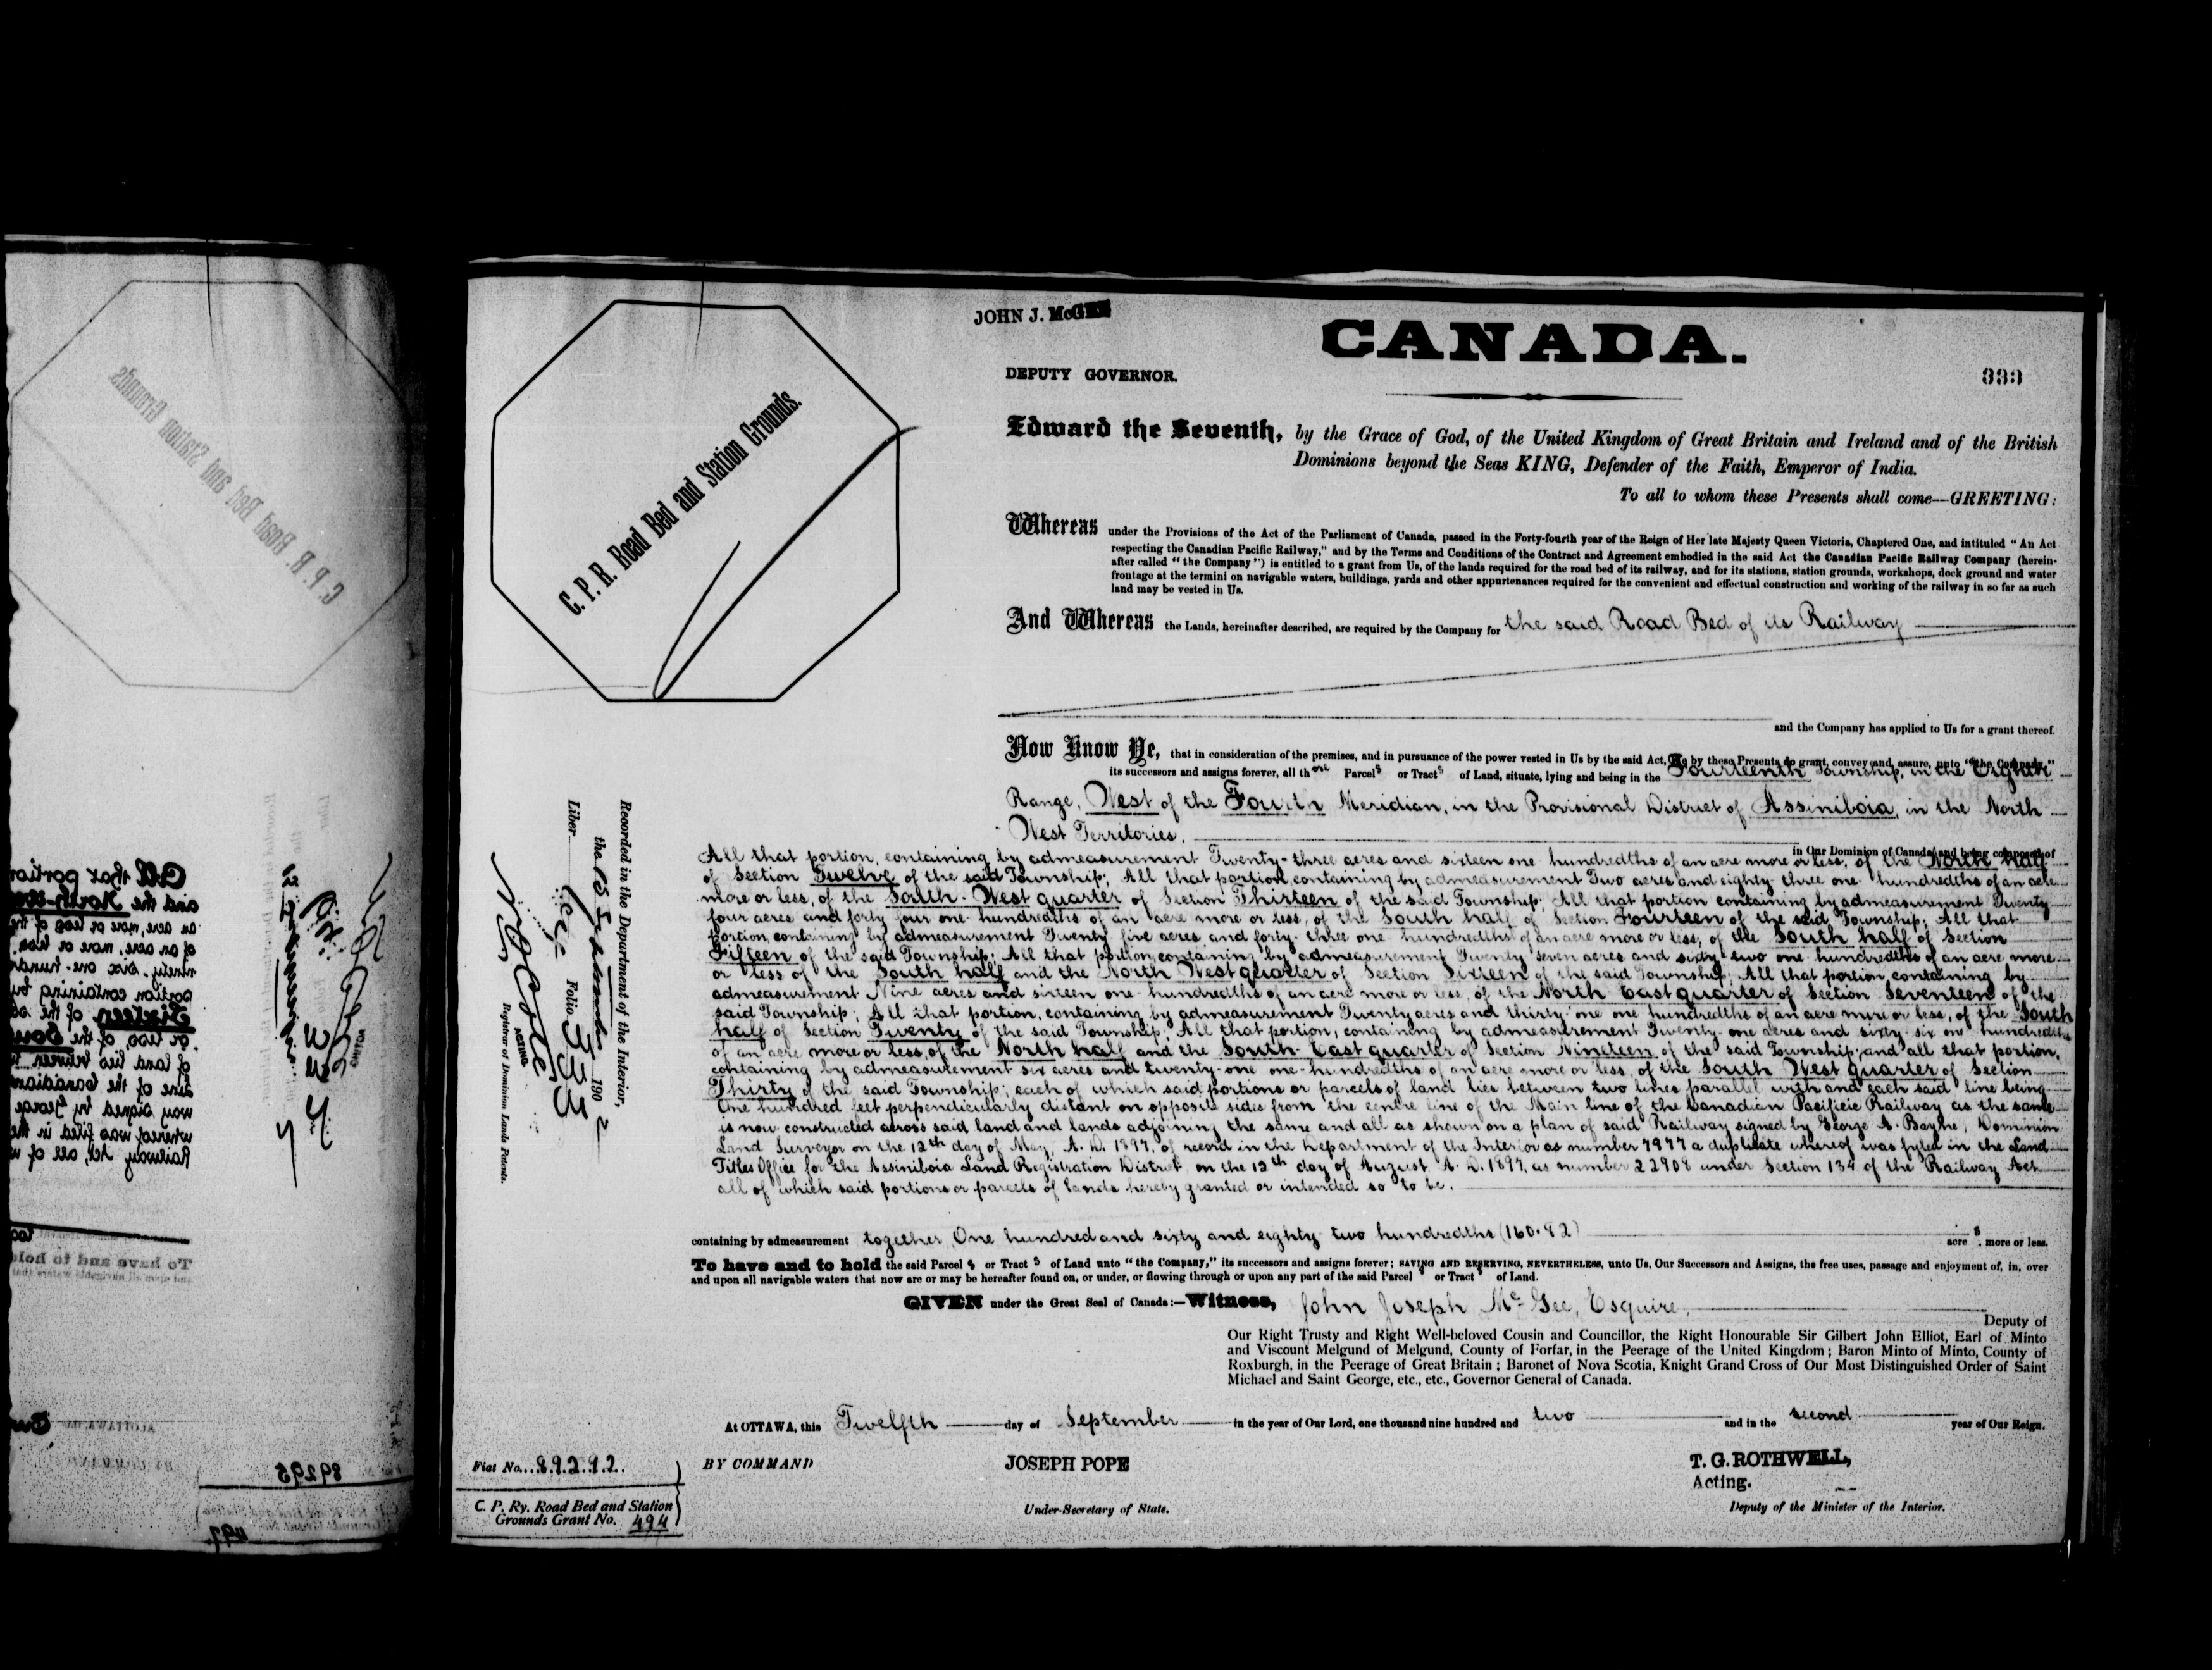 JOHN J. McGEE
CANADA.
DEPUTY GOVERNOR.
333
Edward the Seventh, by the Grace of God, of the United Kingdom of Great Britain and Ireland and of the British
Dominions beyond the Seas KING, Defender of the Faith, Emperor of India.
To all to whom these Presents shall come—GREETING:
C. P. R. Road Bed and Station Grounds.
Whereas under the Provisions of the Act of the Parliament of Canada, passed in the Forty-fourth year of the Reign of Her late Majesty Queen Victoria, Chaptered One, and intituled "An Act
respecting the Canadian Pacific Railway," and by the Terms and Conditions of the Contract and Agreement embodied in the said Act the Canadian Pacific Railway Company (herein-
after called "the Company") is entitled to a grant from Us, of the lands required for the road bed of its railway, and for its stations, station grounds, workshops, dock ground and water
frontage at the termini on navigable waters, buildings, yards and other appurtenances required for the convenient and effectual construction and working of the railway in so far as such
land may be vested in Us.
And Whereas the Lands, hereinafter described, are required by the Company for the said Road Bed of its Railway
and the Company has applied to Us for a grant thereof.
Now Know Ye, that in consideration of the premises, and in pursuance of the power vested in Us by the said Act, We by these Presents do grant, convey and assure, unto "the Company,"
its successors and assigns forever, all those Parcels or Tracts of Land, situate, lying and being in the Fourteenth Township, in the Eighth
Range, West of the Fourth Meridian, in the Provisional District of Assiniboia, in the North
West Territories,
in Our Dominion of Canada, and being composed of
All that portion, containing by admeasurement Twenty-three acres and sixteen one hundredths of an acre more or less, of the North half
of Section Twelve of the said Township; All that portion, containing by admeasurement Two acres and eighty three one hundredths of an acre
more or less, of the South-West quarter of Section Thirteen of the said Township; All that portion containing by admeasurement Twenty
four acres and forty four one hundredths of an acre more or less, of the South half of Section Fourteen of the said Township; All that
portion, containing by admeasurement Twenty five acres and forty-three one hundredths of an acre more or less, of the South half of Section
Fifteen of the said Township; All that portion, containing by admeasurement Twenty seven acres and sixty two one hundredths of an acre more
or less of the South half and the North West quarter of Section Sixteen of the said Township; All that portion, containing by
admeasurement Nine acres and sixteen one hundredths of an acre more or less, of the North East quarter of Section Seventeen of the
said Township; All that portion, containing by admeasurement Twenty acres and thirty one one hundredths of an acre more or less, of the South
half of Section Twenty of the said Township; All that portion, containing by admeasurement Twenty-one acres and sixty six one hundredths
of an acre more or less, of the North half and the South-East quarter of Section Nineteen of the said Township; and all that portion,
containing by admeasurement six acres and twenty-one one-hundredths of an acre more or less, of the South West quarter of Section
Thirty of the said Township; each of which said portions or parcels of land lies between two lines parallel with and each said line being
One hundred feet perpendicularly distant on opposite sides from the centre line of the Main line of the Canadian Pacificic Railway as the same
is now constructed across said land and lands adjoining the same and all as shown on a plan of said Railway signed by George A. Bayne, Dominion
Land Surveyor on the 12th day of May, A. D. 1897, of record in the Department of the Interior as number 7977 a duplicate whereof was fyled in the Land
Titles Office for the Assiniboia Land Registration District, on the 12th day of August A. D. 1897, as number 22908 under Section 134 of the Railway Act
all of which said portions or parcels of lands hereby granted or intended so to be.
containing by admeasurement together One hundred and sixty and eighty two hundredths (160.82) acres, more or less.
To have and to hold the said Parcels or Tracts of Land unto "the Company," its successors and assigns forever; SAVING AND RESERVING, NEVERTHELESS, unto Us, Our Successors and Assigns, the free uses, passage and enjoyment of, in, over
and upon all navigable waters that now are or may be hereafter found on, or under, or flowing through or upon any part of the said Parcels or Tracts of Land.
GIVEN under the Great Seal of Canada:—Witness, John Joseph McGee, Esquire, Deputy of
Our Right Trusty and Right Well-beloved Cousin and Councillor, the Right Honourable Sir Gilbert John Elliot, Earl of Minto
and Viscount Melgund of Melgund, County of Forfar, in the Peerage of the United Kingdom; Baron Minto of Minto, County of
Roxburgh, in the Peerage of Great Britain; Baronet of Nova Scotia, Knight Grand Cross of Our Most Distinguished Order of Saint
Michael and Saint George, etc., etc., Governor General of Canada.
At OTTAWA, this Twelfth day of September in the year of Our Lord, one thousand nine hundred and two and in the second year of Our Reign.
BY COMMAND
JOSEPH POPE
Under-Secretary of State.
T. G. ROTHWELL,
Acting.
Deputy of the Minister of the Interior.
Recorded in the Department of the Interior,
the 15 September 1902
Liber Folio 333
ACTING
Registrar of Dominion Lands Patents.
Fiat No. 89292.
C. P. Ry. Road Bed and Station
Grounds Grant No. 494